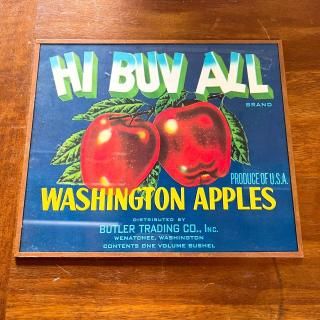 HI BUY ALL
BRAND
PRODUCE OF U.S.A.
WASHINGTON APPLES
DISTRIBUTED BY
BUTLER TRADING CO., INC.
WENATCHEE, WASHINGTON
CONTENTS ONE VOLUME BUSHEL